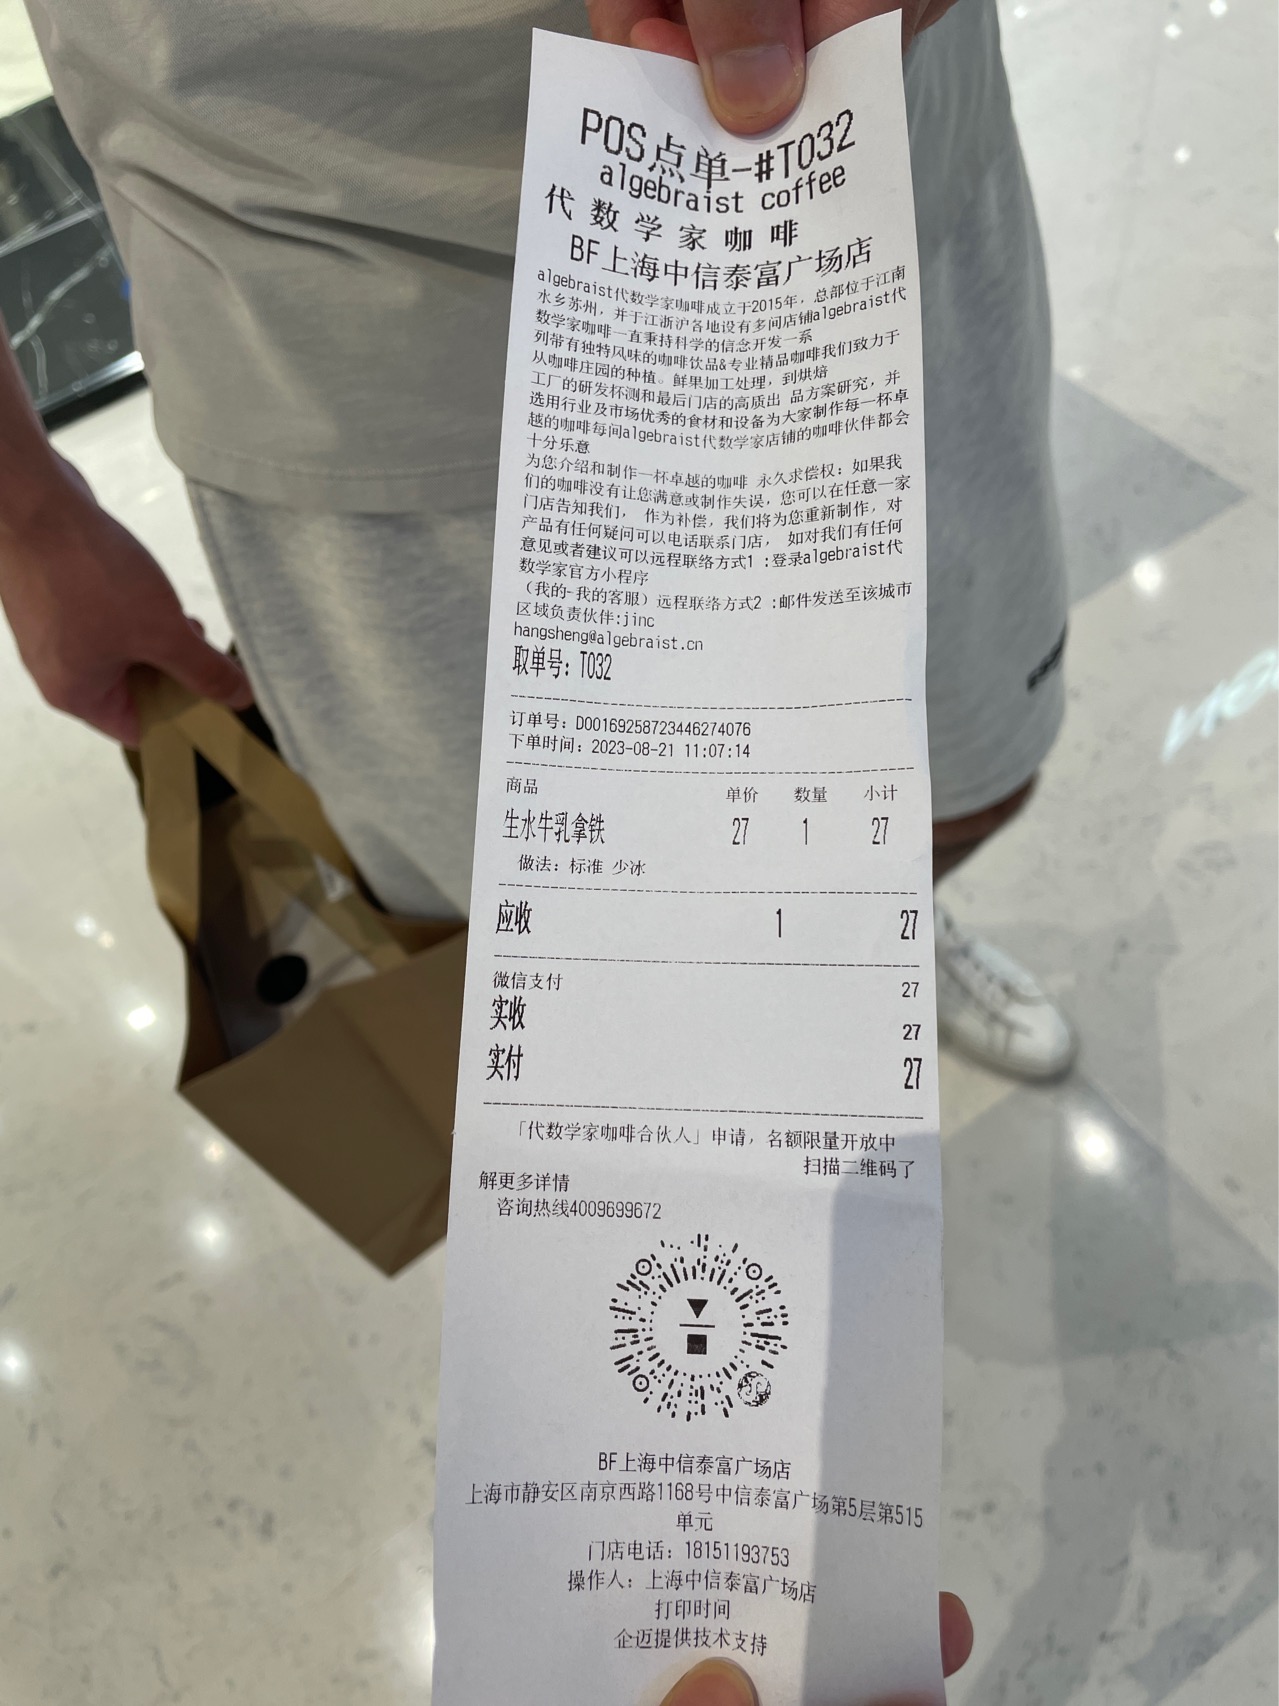 POS点单-#T032
algebraist coffee
代数学家咖啡
BF上海中信泰富广场店
algebraist代数学家咖啡成立于2015年，总部位于江南
水乡苏州，并于江浙沪各地设有多间店铺algebraist代
数学家咖啡一直秉持科学的信念开发一系
列带有独特风味的咖啡饮品&专业精品咖啡我们致力于
从咖啡庄园的种植。鲜果加工处理，到烘焙
工厂的研发杯测和最后门店的高质出 品方案研究，并
选用行业及市场优秀的食材和设备为大家制作每一杯卓
越的咖啡每间algebraist代数学家店铺的咖啡伙伴都会
十分乐意
为您介绍和制作一杯卓越的咖啡 永久求偿权：如果我
们的咖啡没有让您满意或制作失误，您可以在任意一家
门店告知我们， 作为补偿，我们将为您重新制作，对
产品有任何疑问可以电话联系门店， 如对我们有任何
意见或者建议可以远程联络方式1 :登录algebraist代
数学家官方小程序
（我的-我的客服）远程联络方式2 :邮件发送至该城市
区域负责伙伴:jinc
hangsheng@algebraist.cn
取单号：T032
订单号：D00169258723446274076
下单时间：2023-08-21 11:07:14
商品 单价 数量 小计
生水牛乳拿铁 27 1 27
做法：标准 少冰
应收 1 27
微信支付 27
实收 27
实付 27
「代数学家咖啡合伙人」申请，名额限量开放中
扫描二维码了
解更多详情
咨询热线4009699672
BF上海中信泰富广场店
上海市静安区南京西路1168号中信泰富广场第5层第515
单元
门店电话：18151193753
操作人：上海中信泰富广场店
打印时间
企迈提供技术支持